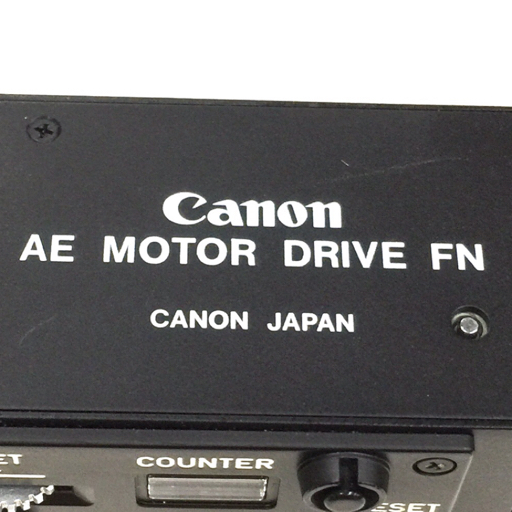 Canon
AE MOTOR DRIVE FN
CANON JAPAN
COUNTER